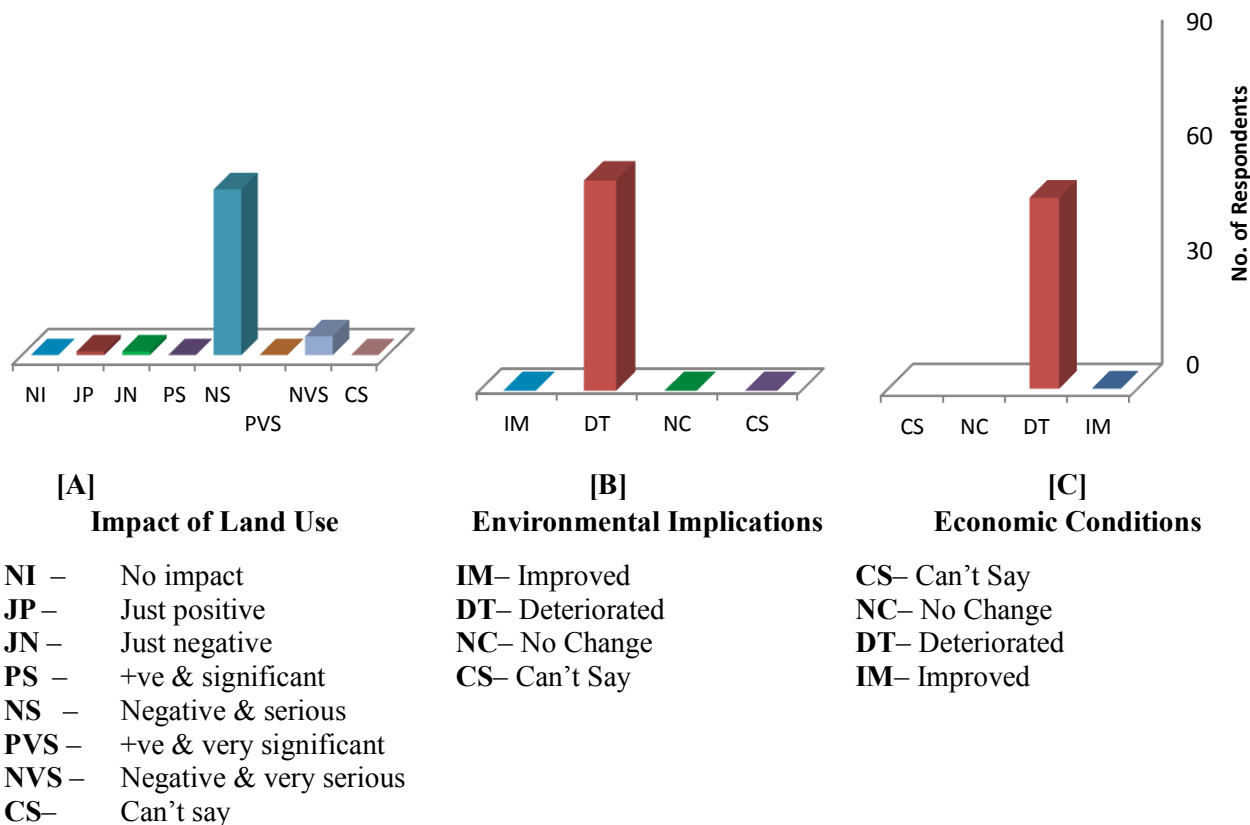 90
60
30
0
No. of Respondents
NI JP JN PS NS NVS CS
PVS
IM DT NC CS
CS NC DT IM
[A]
Impact of Land Use
NI – No impact
JP – Just positive
JN – Just negative
PS – +ve & significant
NS – Negative & serious
PVS – +ve & very significant
NVS – Negative & very serious
CS– Can't say
[B]
Environmental Implications
IM– Improved
DT– Deteriorated
NC– No Change
CS– Can't Say
[C]
Economic Conditions
CS– Can't Say
NC– No Change
DT– Deteriorated
IM– Improved